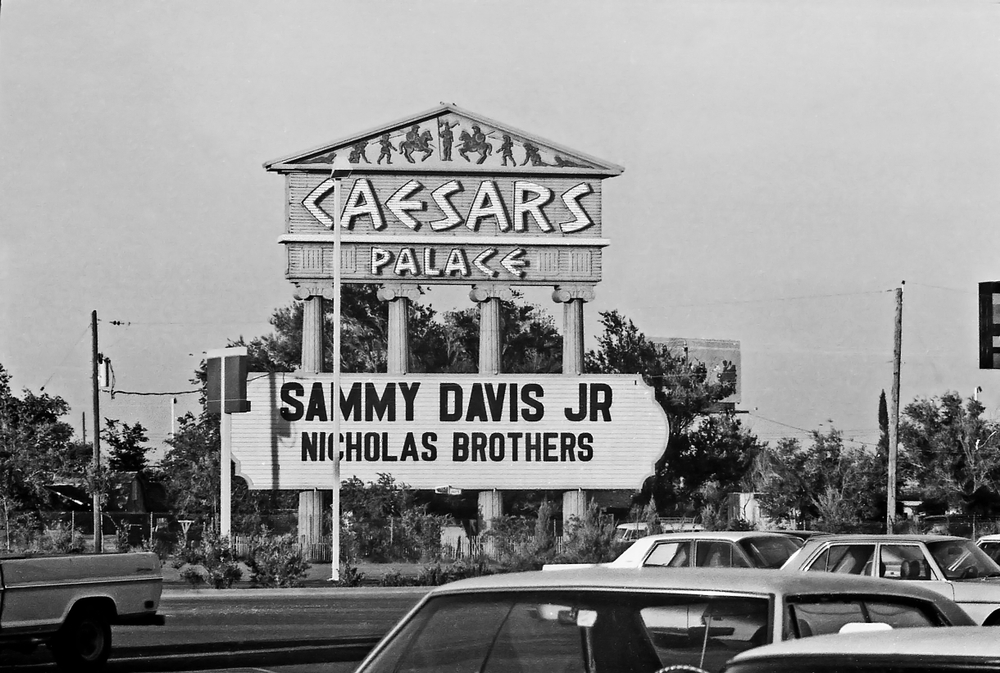 CAESARS
PALACE
SAMMY DAVIS JR
NICHOLAS BROTHERS